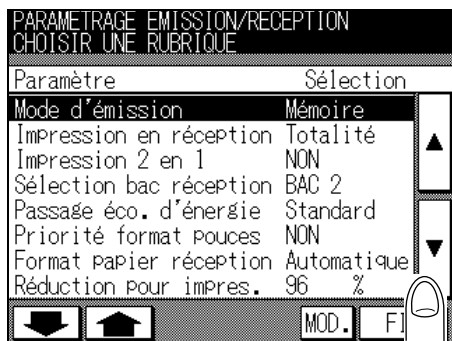 PARAMETRAGE EMISSION/RECEPTION
CHOISIR UNE RUBRIQUE
Paramètre Sélection
Mode d'émission Mémoire
Impression en réception Totalité
Impression 2 en 1 NON
Sélection bac réception BAC 2
Passage éco. d'énergie Standard
Priorité format pouces NON
Format papier réception Automatique
Réduction pour impres. 96 %
MOD.